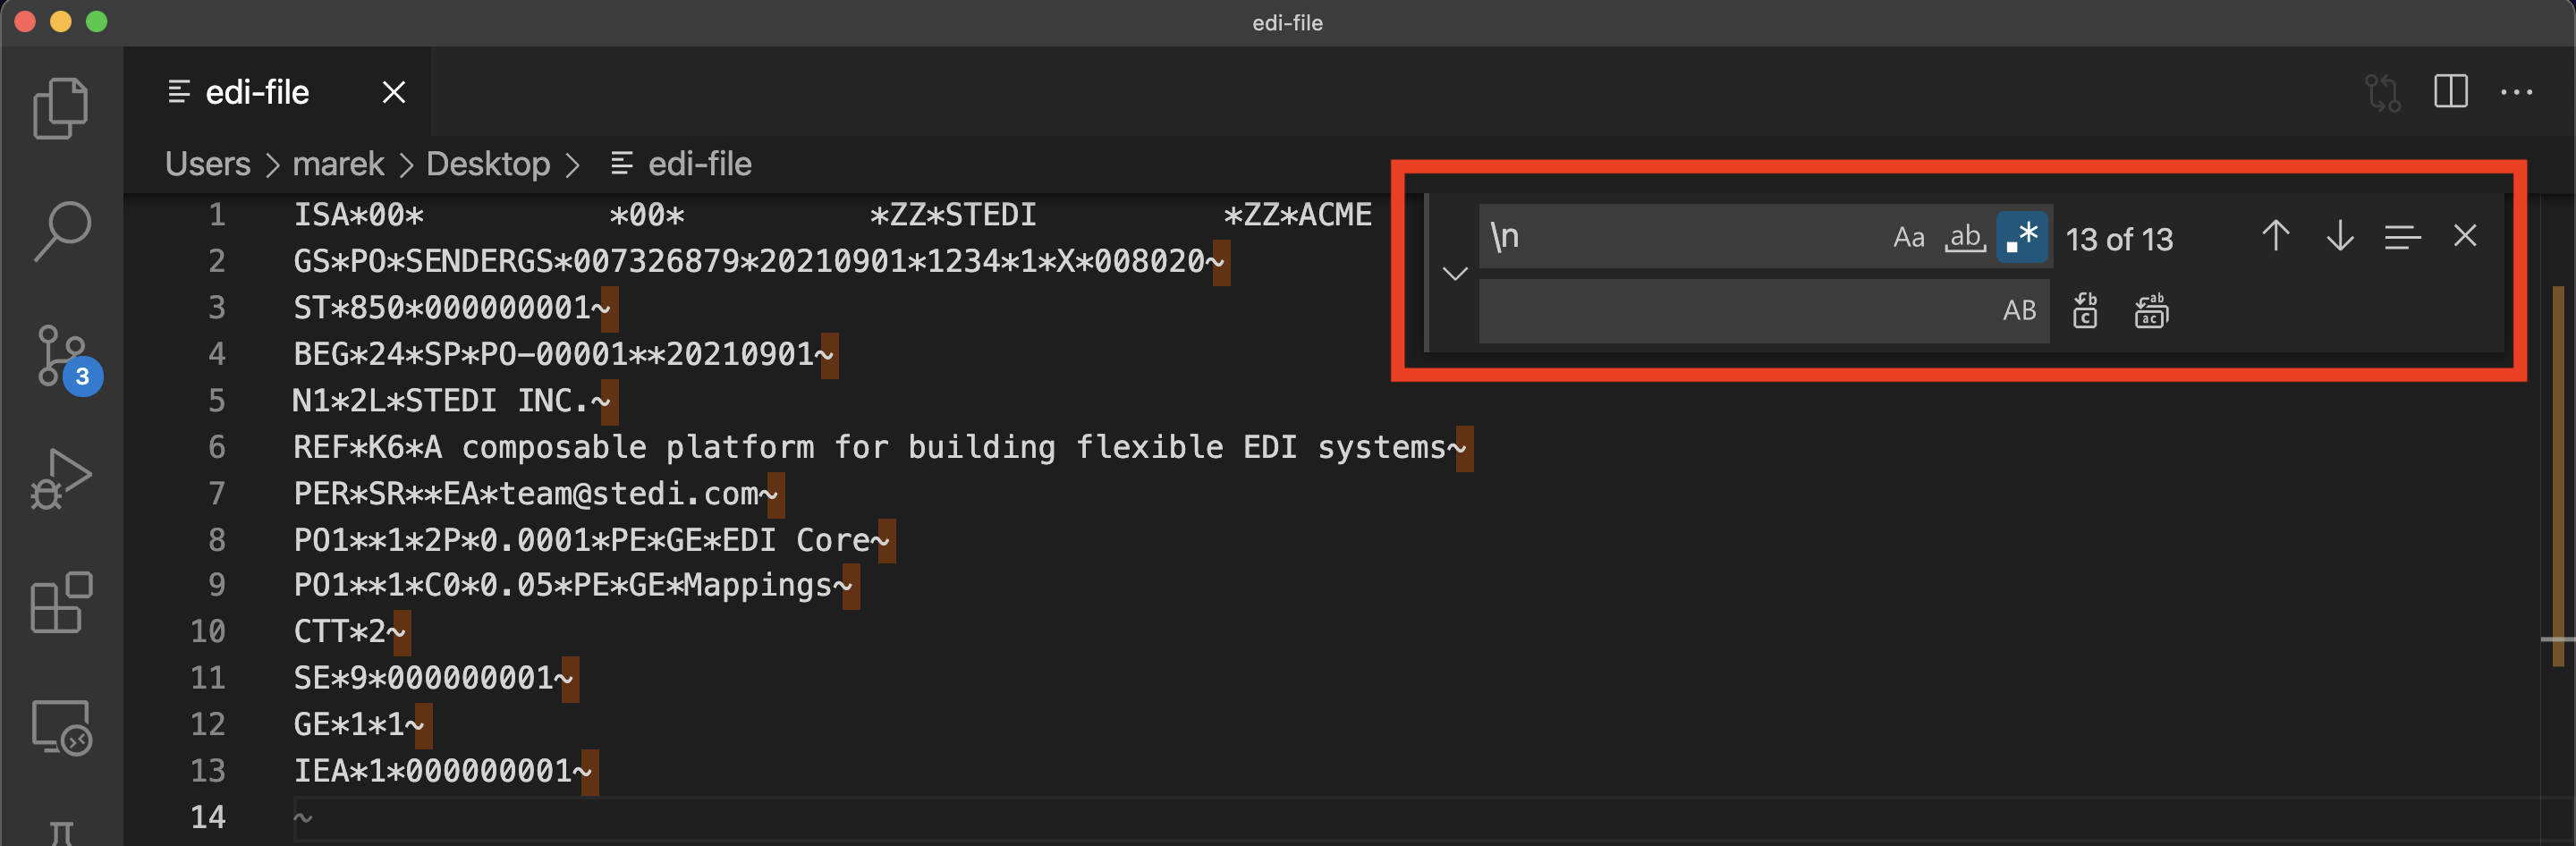 edi-file
edi-file
Users > marek > Desktop > edi-file
1 ISA*00*          *00*          *ZZ*STEDI          *ZZ*ACME
\n Aa ab .* 13 of 13
AB
2 GS*PO*SENDERGS*007326879*20210901*1234*1*X*008020~
3 ST*850*000000001~
4 BEG*24*SP*PO-00001**20210901~
5 N1*2L*STEDI INC.~
6 REF*K6*A composable platform for building flexible EDI systems~
7 PER*SR**EA*team@stedi.com~
8 PO1**1*2P*0.0001*PE*GE*EDI Core~
9 PO1**1*C0*0.05*PE*GE*Mappings~
10 CTT*2~
11 SE*9*000000001~
12 GE*1*1~
13 IEA*1*000000001~
14 ~
3